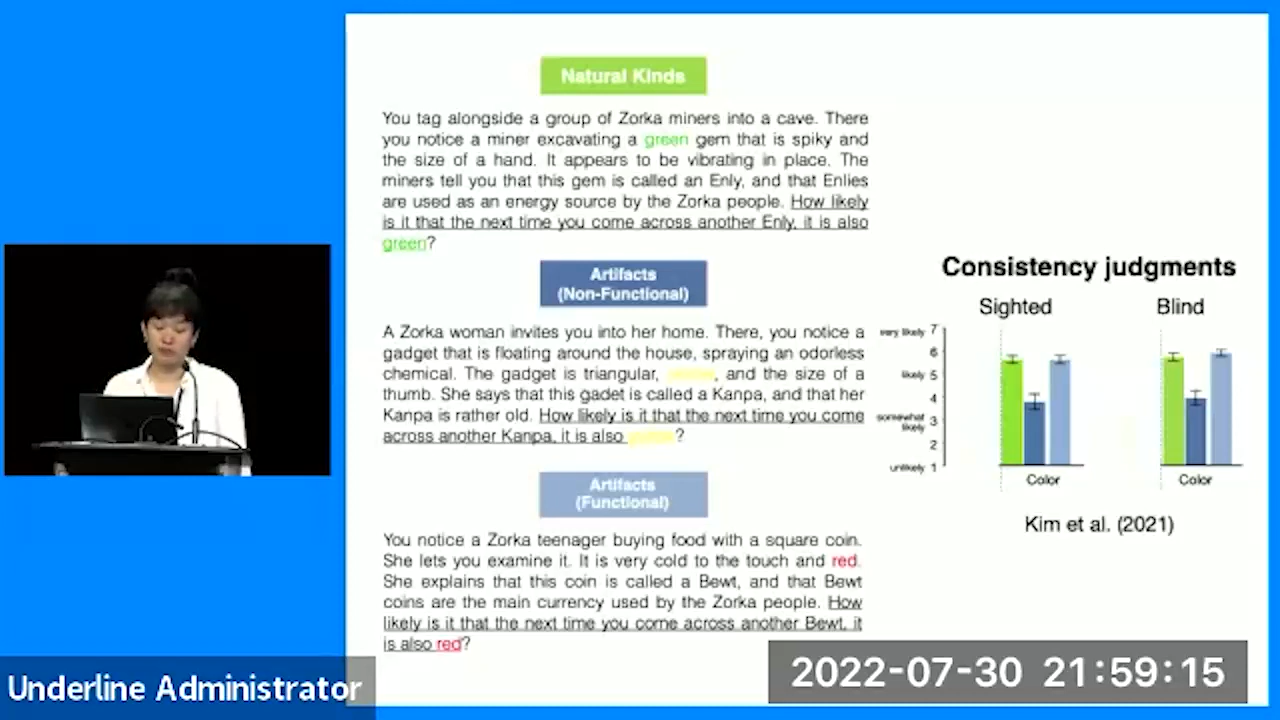 Natural Kinds
You tag alongside a group of Zorka miners into a cave. There
you notice a miner excavating a green gem that is spiky and
the size of a hand. It appears to be vibrating in place. The
miners tell you that this gem is called an Enly, and that Enlies
are used as an energy source by the Zorka people. How likely
is it that the next time you come across another Enly, it is also
green?
Artifacts
(Non-Functional)
A Zorka woman invites you into her home. There, you notice a
gadget that is floating around the house, spraying an odorless
chemical. The gadget is triangular, , and the size of a
thumb. She says that this gadet is called a Kanpa, and that her
Kanpa is rather old. How likely is it that the next time you come
across another Kanpa, it is also ?
Artifacts
(Functional)
You notice a Zorka teenager buying food with a square coin.
She lets you examine it. It is very cold to the touch and red.
She explains that this coin is called a Bewt, and that Bewt
coins are the main currency used by the Zorka people. How
likely is it that the next time you come across another Bewt, it
is also red?
Consistency judgments
Sighted
Blind
very likely 7
6
likely 5
4
somewhat likely 3
2
unlikely 1
Color
Color
Kim et al. (2021)
Underline Administrator
2022-07-30 21:59:15